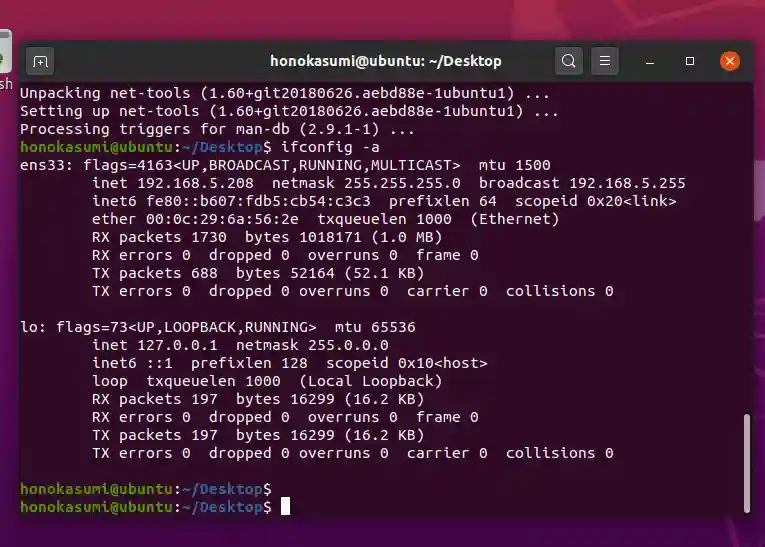 honokasumi@ubuntu: ~/Desktop
sh
Unpacking net-tools (1.60+git20180626.aebd88e-1ubuntu1) ...
Setting up net-tools (1.60+git20180626.aebd88e-1ubuntu1) ...
Processing triggers for man-db (2.9.1-1) ...
honokasumi@ubuntu:~/Desktop$ ifconfig -a
ens33: flags=4163<UP,BROADCAST,RUNNING,MULTICAST>  mtu 1500
        inet 192.168.5.208  netmask 255.255.255.0  broadcast 192.168.5.255
        inet6 fe80::b607:fdb5:cb54:c3c3  prefixlen 64  scopeid 0x20<link>
        ether 00:0c:29:6a:56:2e  txqueuelen 1000  (Ethernet)
        RX packets 1730  bytes 1018171 (1.0 MB)
        RX errors 0  dropped 0  overruns 0  frame 0
        TX packets 688  bytes 52164 (52.1 KB)
        TX errors 0  dropped 0 overruns 0  carrier 0  collisions 0
lo: flags=73<UP,LOOPBACK,RUNNING>  mtu 65536
        inet 127.0.0.1  netmask 255.0.0.0
        inet6 ::1  prefixlen 128  scopeid 0x10<host>
        loop  txqueuelen 1000  (Local Loopback)
        RX packets 197  bytes 16299 (16.2 KB)
        RX errors 0  dropped 0  overruns 0  frame 0
        TX packets 197  bytes 16299 (16.2 KB)
        TX errors 0  dropped 0 overruns 0  carrier 0  collisions 0
honokasumi@ubuntu:~/Desktop$
honokasumi@ubuntu:~/Desktop$